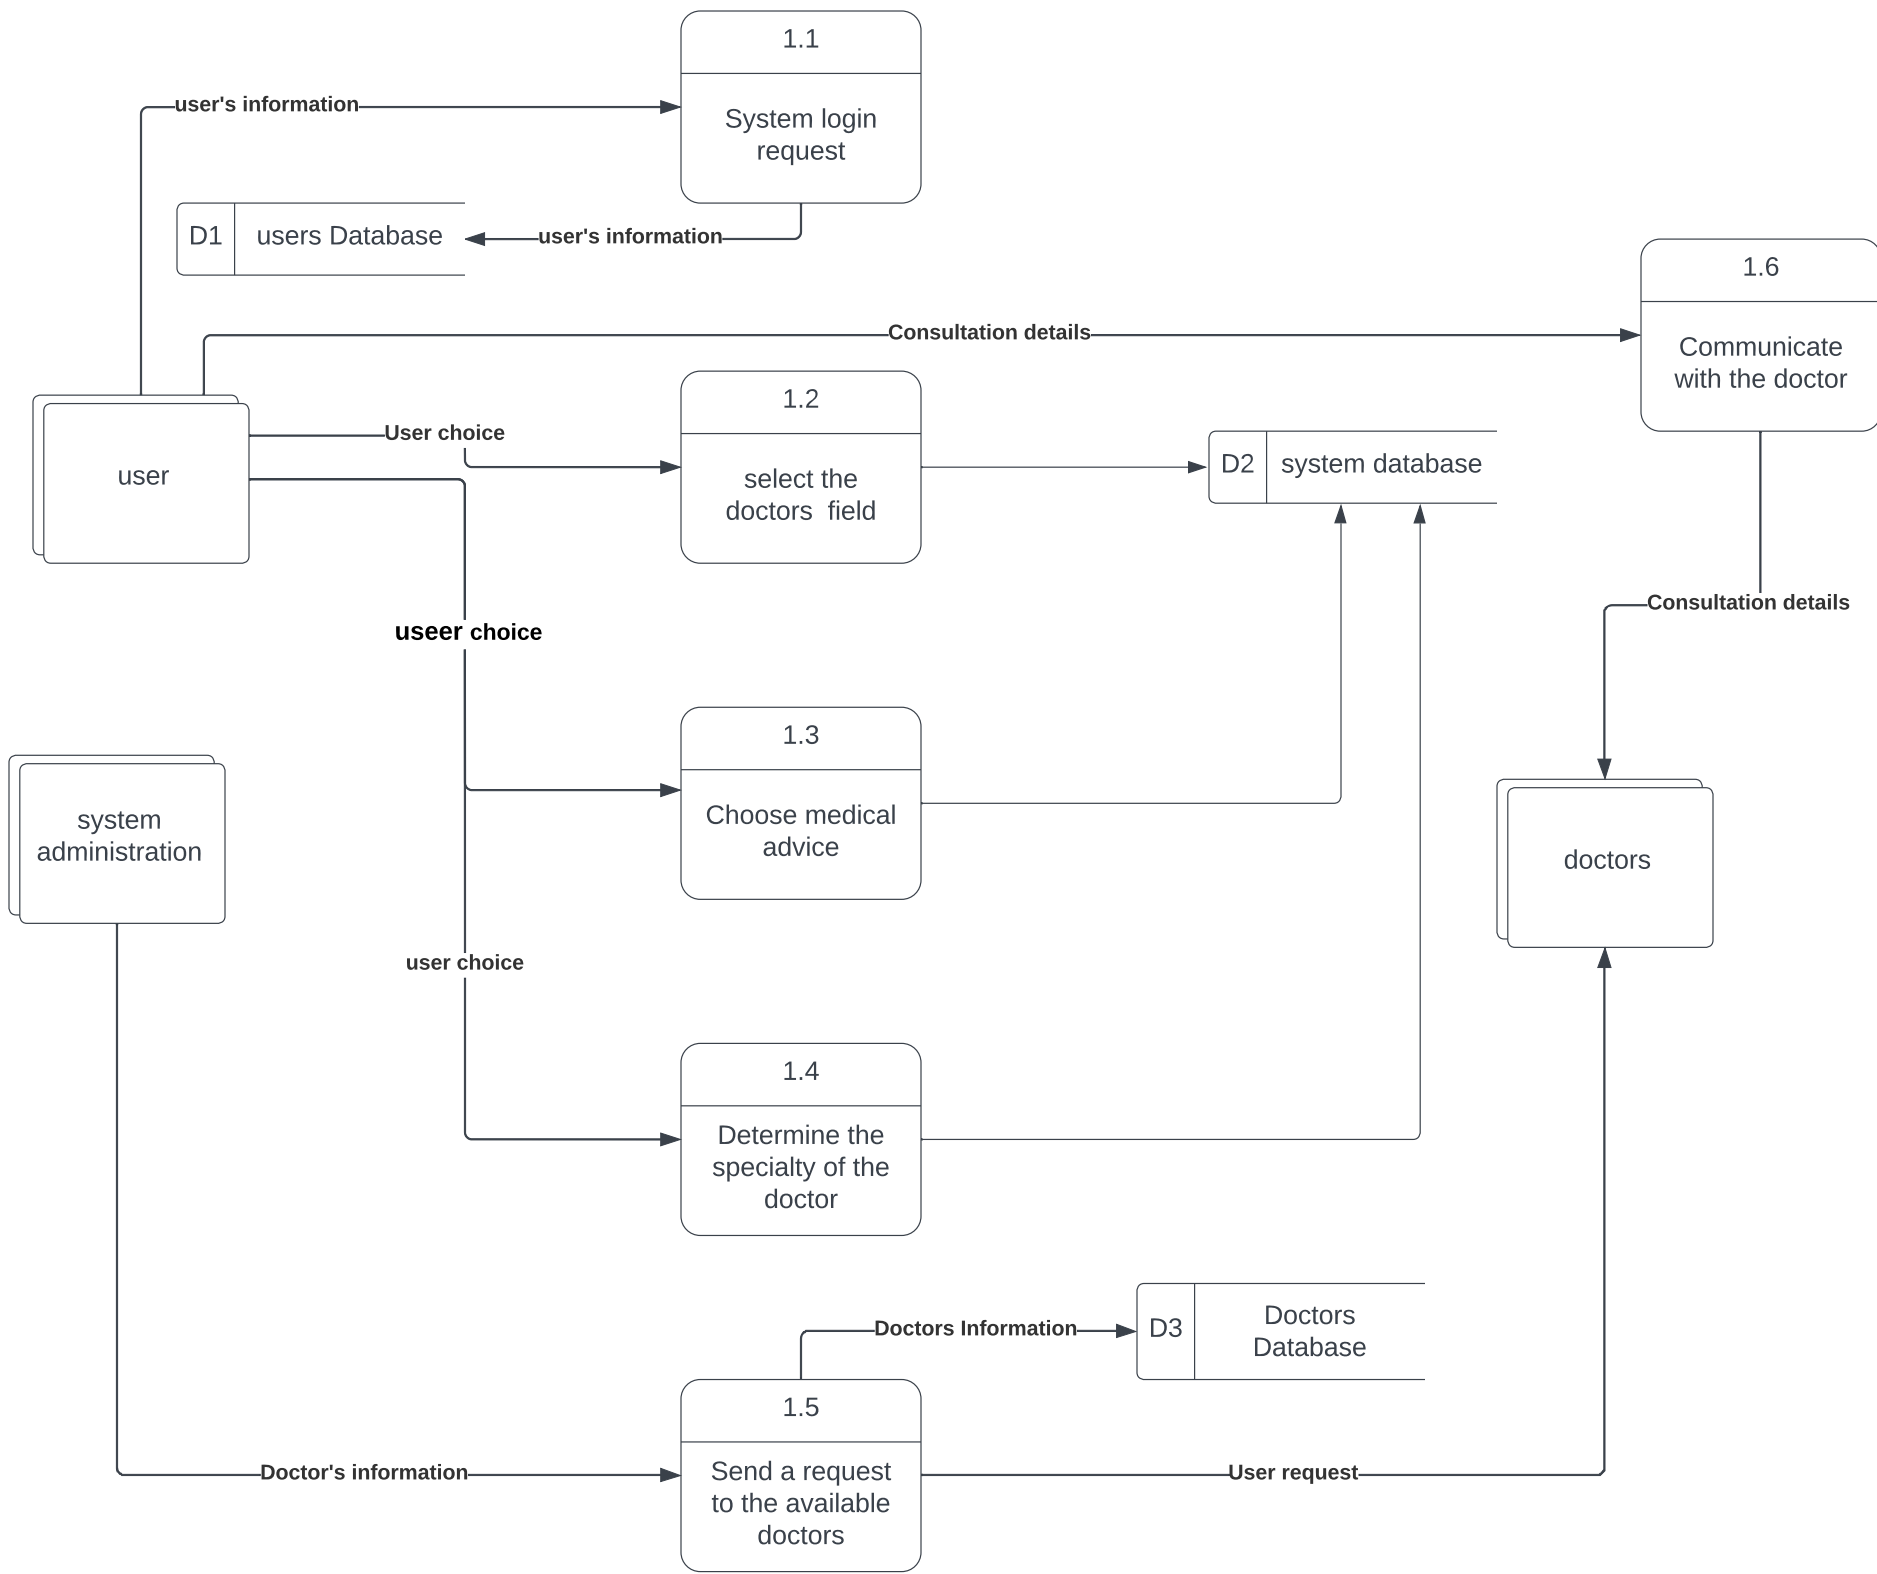 1.1
user's information
System login
request
D1
users Database
user's information
1.6
Consultation details
Communicate
with the doctor
1.2
User choice
user
select the
doctors  field
D2
system database
Consultation details
useer choice
1.3
system
administration
Choose medical
advice
doctors
user choice
1.4
Determine the
specialty of the
doctor
Doctors Information
D3
Doctors
Database
1.5
Doctor's information
Send a request
to the available
doctors
User request